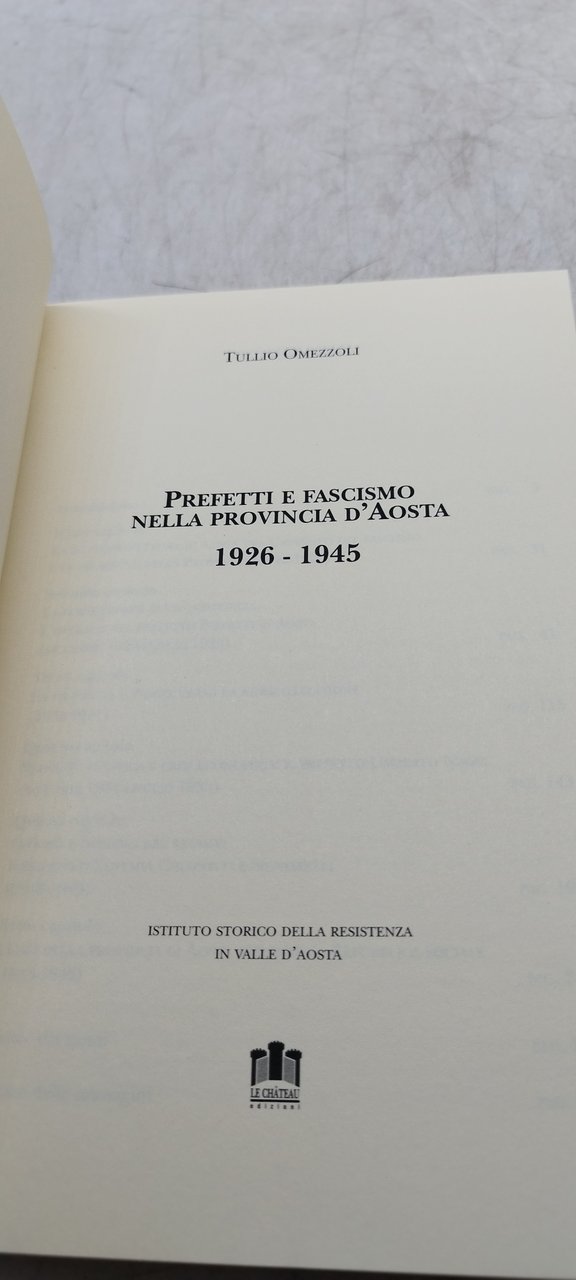 Tullio Omezzoli
Prefetti e fascismo
nella provincia d'Aosta
1926 - 1945
ISTITUTO STORICO DELLA RESISTENZA
IN VALLE D'AOSTA
LE CHÂTEAU
edizioni